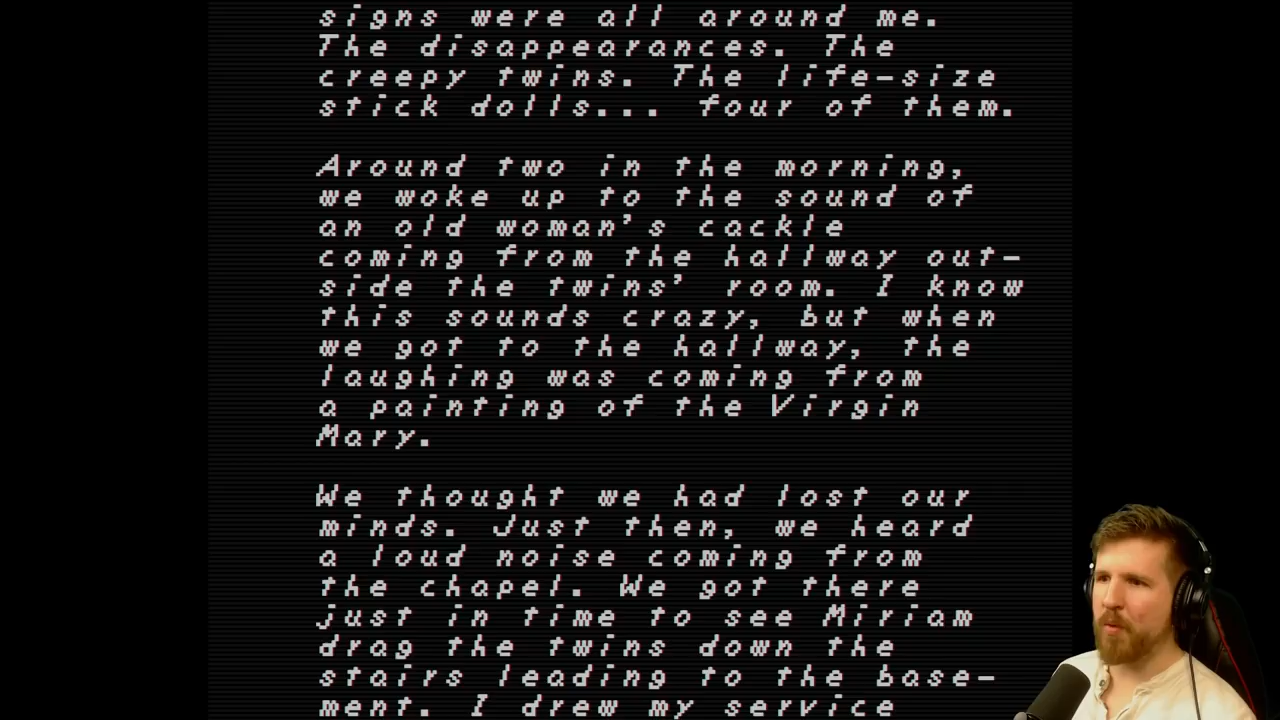 signs were all around me.
The disappearances. The
creepy twins. The life-size
stick dolls... four of them.
Around two in the morning,
we woke up to the sound of
an old woman's cackle
coming from the hallway out-
side the twins' room. I know
this sounds crazy, but when
we got to the hallway, the
laughing was coming from
a painting of the Virgin
Mary.
We thought we had lost our
minds. Just then, we heard
a loud noise coming from
the chapel. We got there
just in time to see Miriam
drag the twins down the
stairs leading to the base-
ment. I drew my service